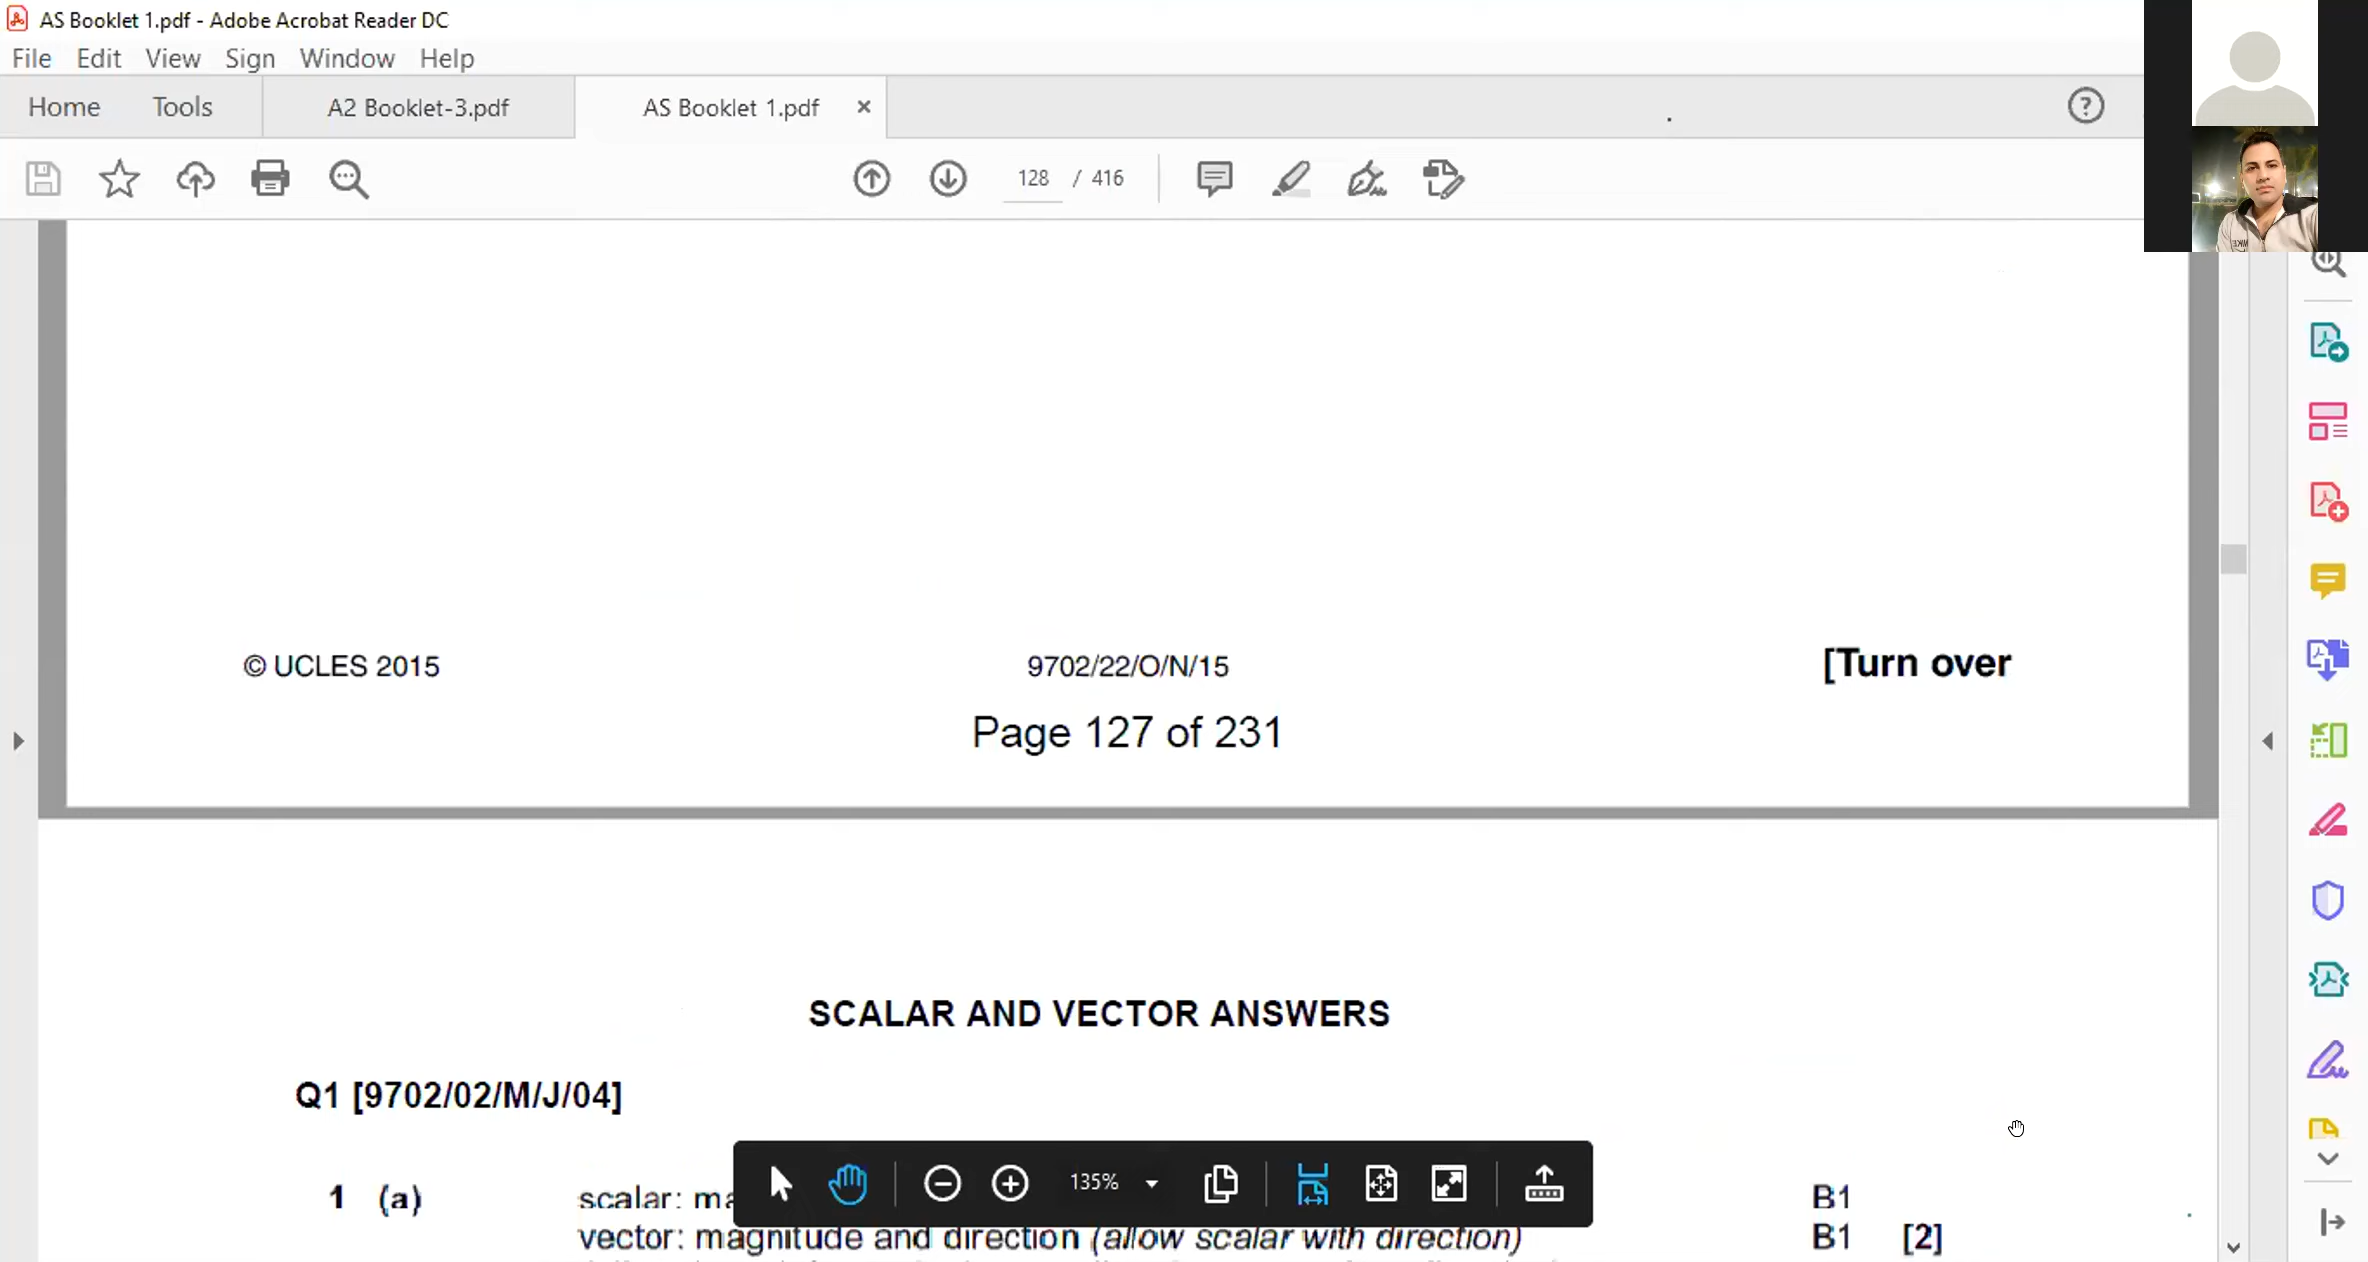 AS Booklet 1.pdf - Adobe Acrobat Reader DC
File Edit View Sign Window Help
Home Tools A2 Booklet-3.pdf AS Booklet 1.pdf
128 / 416
© UCLES 2015 9702/22/O/N/15 [Turn over
Page 127 of 231
SCALAR AND VECTOR ANSWERS
Q1 [9702/02/M/J/04]
135%
1 (a) scalar: B1
vector: magnitude and direction (allow scalar with direction) B1 [2]